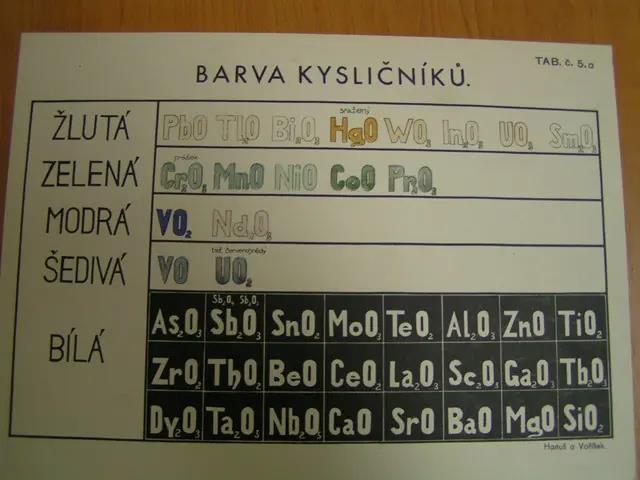 TAB. č. 5.a
BARVA KYSLIČNÍKŮ.
sražený
ŽLUTÁ PbO Tl₂O Bi₂O₃ HgO WO₃ In₂O₃ UO₃ Sm₂O₃
prášek
ZELENÁ Cr₂O₃ MnO NiO CoO Pr₂O₃
MODRÁ VO₂ Nd₂O₃
též červenohnědý
ŠEDIVÁ VO UO₂
Sb₂O₄ Sb₂O₅
As₂O₃ Sb₂O₃ SnO₂ MoO₃ TeO₂ Al₂O₃ ZnO TiO₂
BÍLÁ
ZrO₂ ThO₂ BeO CeO₂ La₂O₃ Sc₂O₃ Ga₂O₃ Tb₂O₃
Dy₂O₃ Ta₂O₅ Nb₂O₅ CaO SrO BaO MgO SiO₂
Hanuš a Voříšek.